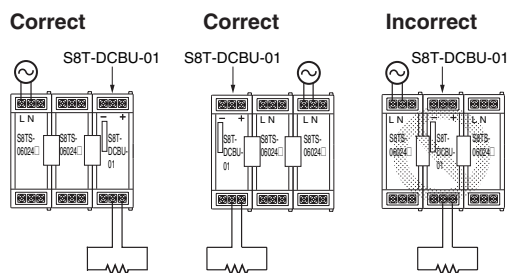 Correct
Correct
Incorrect
S8T-DCBU-01
S8T-DCBU-01
S8T-DCBU-01
L N
− +
S8TS-
06024□
S8TS-
06024□
S8T-
DCBU-
01
− +
L N
L N
S8T-
DCBU-
01
S8TS-
06024□
S8TS-
06024□
L N
− +
L N
S8TS-
06024□
S8T-
DCBU-
01
S8TS-
06024□